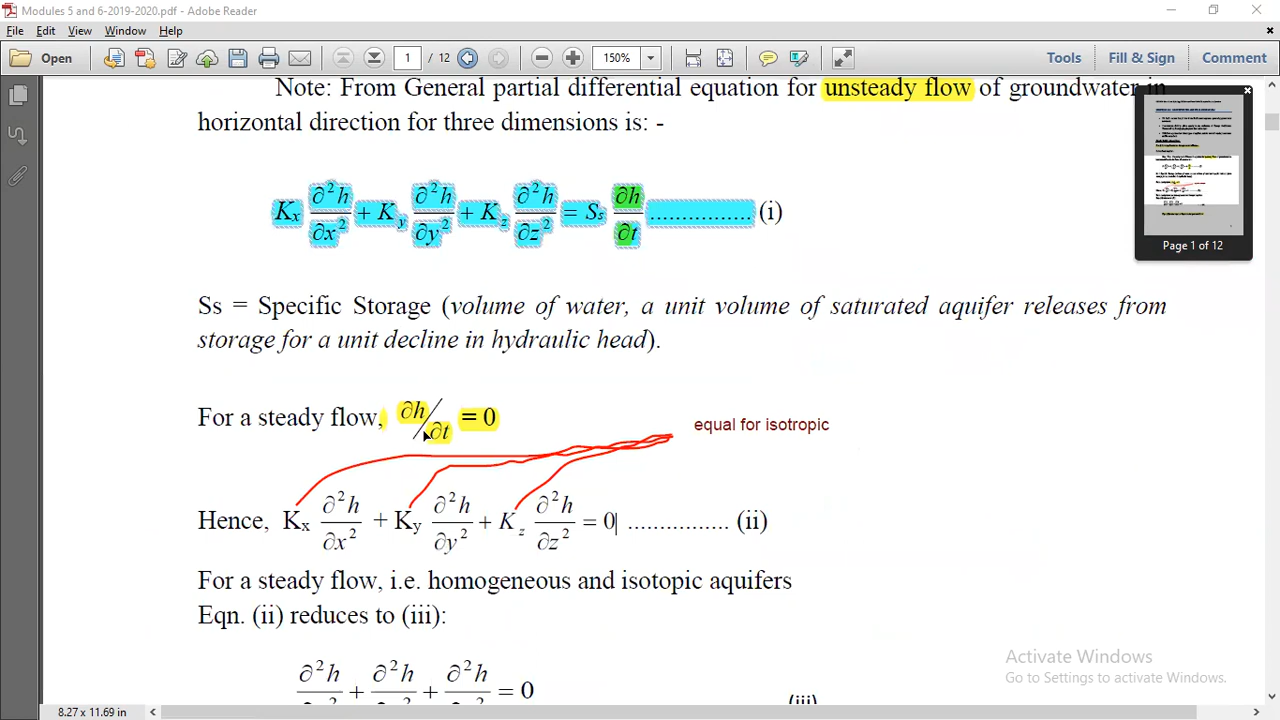 Modules 5 and 6-2019-2020.pdf - Adobe Reader
File Edit View Window Help
Open 1 / 12 150% Tools Fill & Sign Comment
Note: From General partial differential equation for unsteady flow of groundwater in
horizontal direction for three dimensions is: -
Kx ∂²h/∂x² + Ky ∂²h/∂y² + Kz ∂²h/∂z² = Ss ∂h/∂t ................ (i)
Page 1 of 12
Ss = Specific Storage (volume of water, a unit volume of saturated aquifer releases from
storage for a unit decline in hydraulic head).
For a steady flow, ∂h/∂t = 0
equal for isotropic
Hence, Kx ∂²h/∂x² + Ky ∂²h/∂y² + Kz ∂²h/∂z² = 0 ................ (ii)
For a steady flow, i.e. homogeneous and isotopic aquifers
Eqn. (ii) reduces to (iii):
∂²h + ∂²h + ∂²h = 0 (iii)
Activate Windows
Go to Settings to activate Windows.
8.27 x 11.69 in